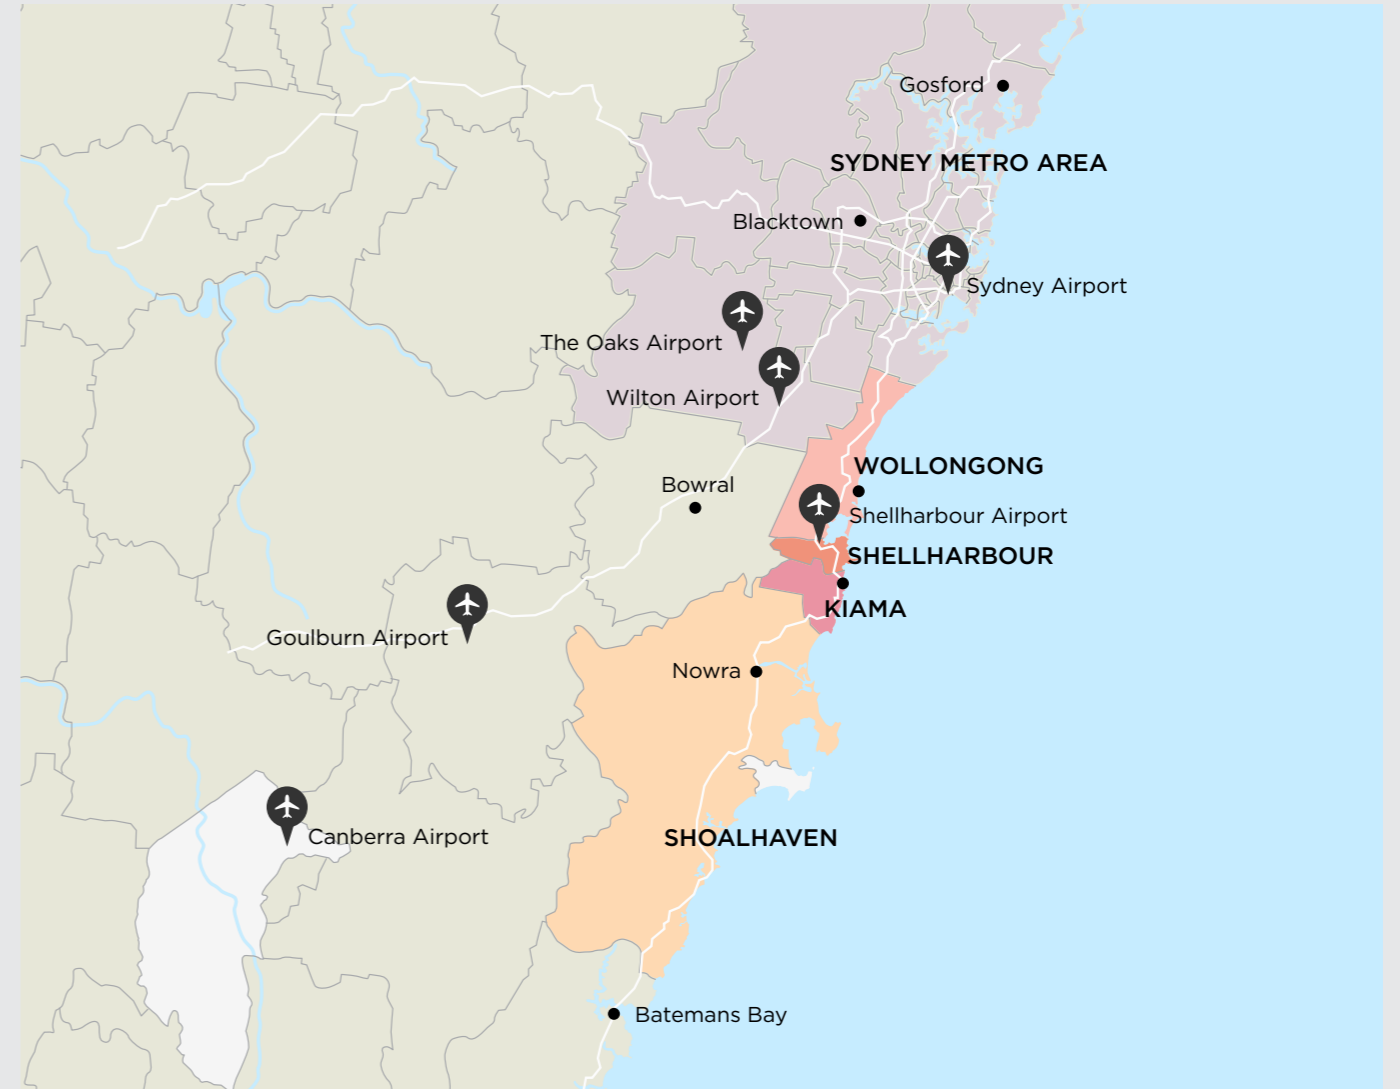 Gosford
SYDNEY METRO AREA
Blacktown
Sydney Airport
The Oaks Airport
Wilton Airport
WOLLONGONG
Bowral
Shellharbour Airport
SHELLHARBOUR
KIAMA
Goulburn Airport
Nowra
Canberra Airport
SHOALHAVEN
Batemans Bay